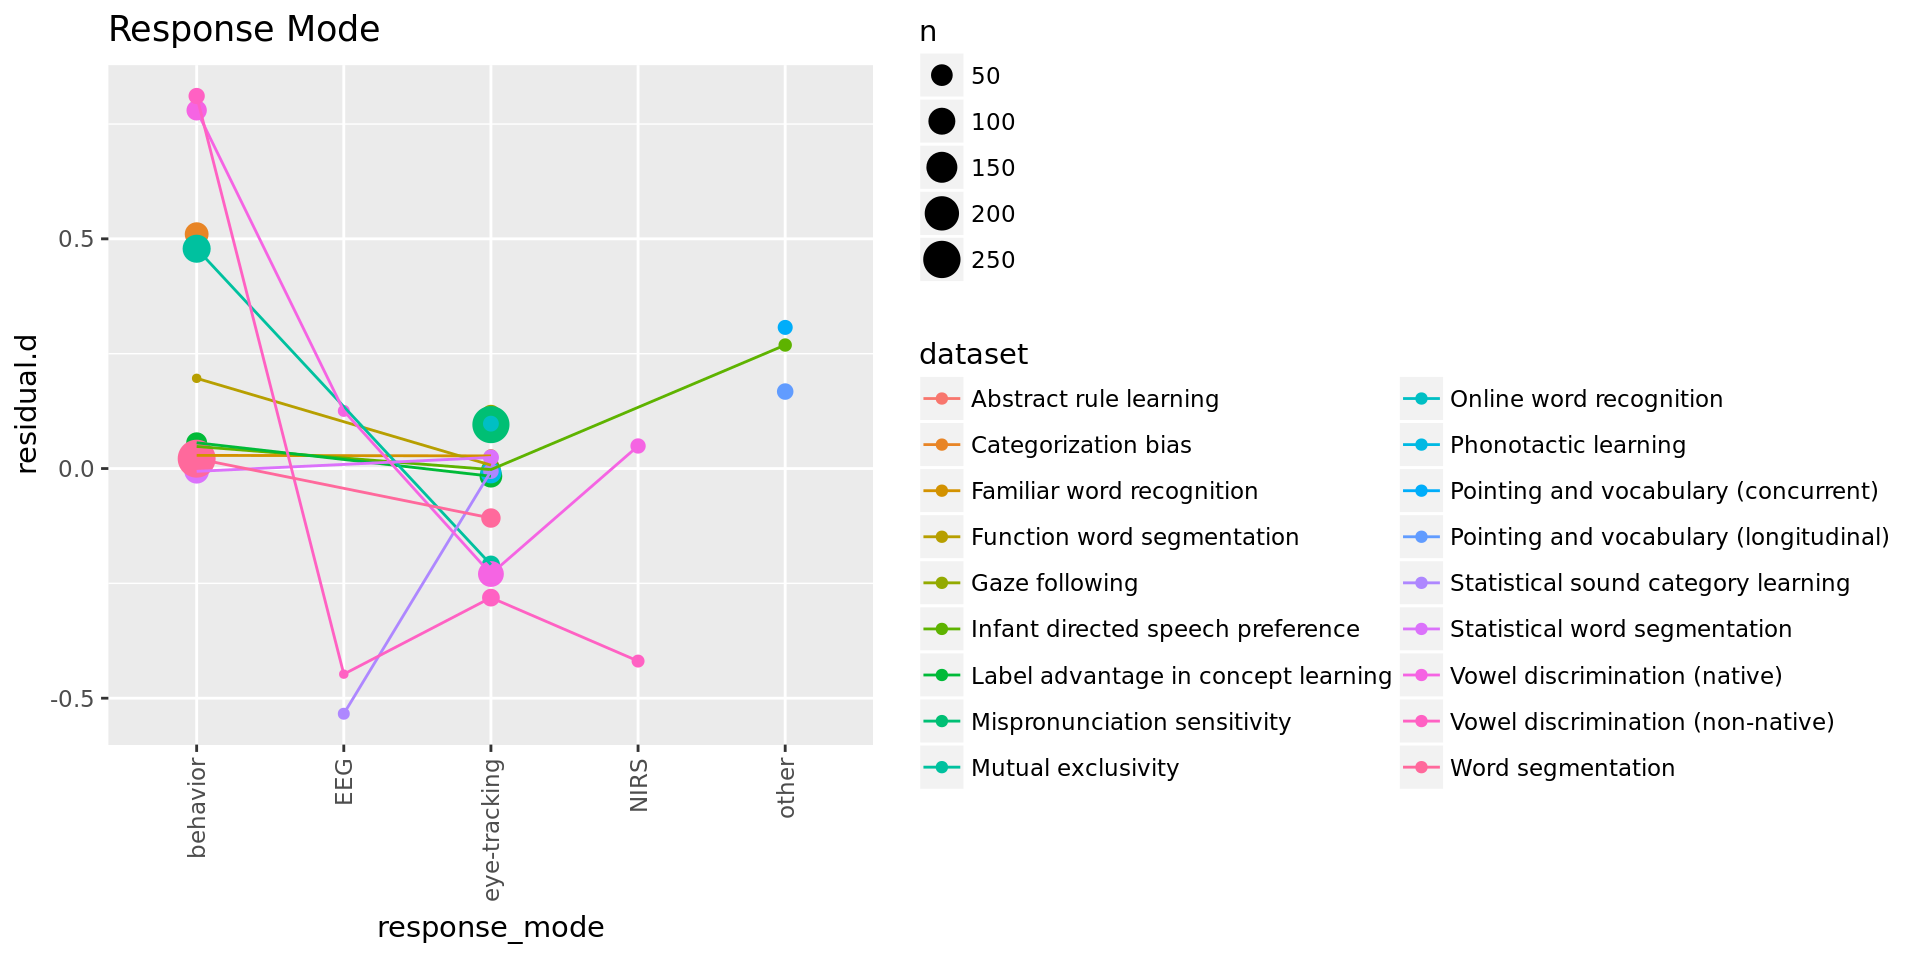 Response Mode
residual.d
0.5
0.0
-0.5
behavior
EEG
eye-tracking
NIRS
other
response_mode
n
50
100
150
200
250
dataset
Abstract rule learning
Categorization bias
Familiar word recognition
Function word segmentation
Gaze following
Infant directed speech preference
Label advantage in concept learning
Mispronunciation sensitivity
Mutual exclusivity
Online word recognition
Phonotactic learning
Pointing and vocabulary (concurrent)
Pointing and vocabulary (longitudinal)
Statistical sound category learning
Statistical word segmentation
Vowel discrimination (native)
Vowel discrimination (non-native)
Word segmentation